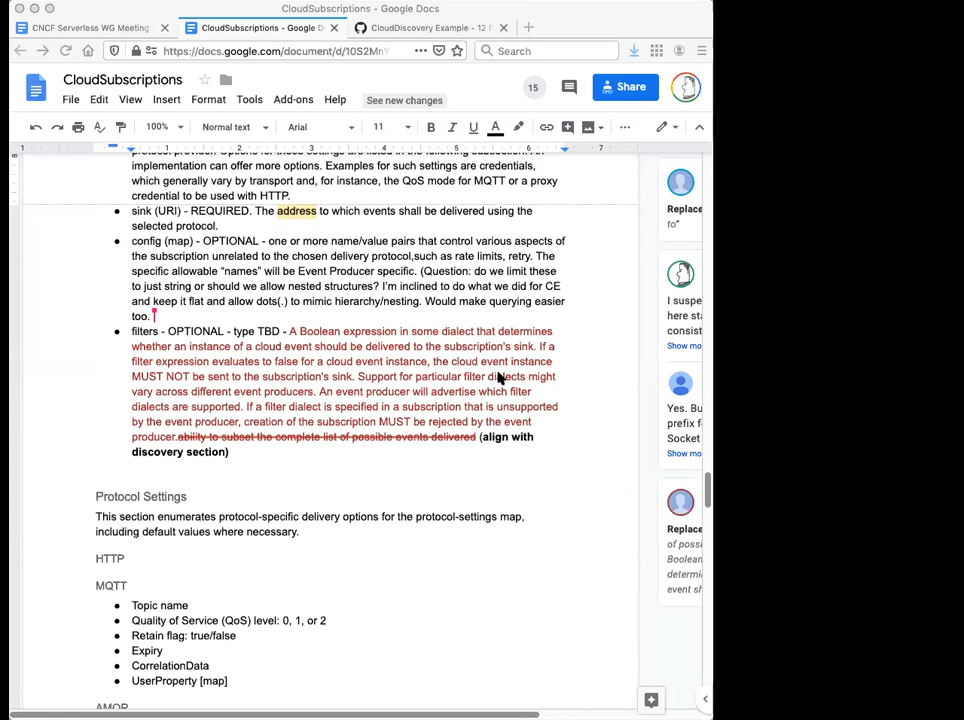 CloudSubscriptions - Google Docs
CNCF Serverless WG Meeting
CloudSubscriptions - Google D
CloudDiscovery Example - 12 F
https://docs.google.com/document/d/10S2MnY
Search
CloudSubscriptions
15
Share
File Edit View Insert Format Tools Add-ons Help See new changes
100% Normal text Arial 11 B I U A
1 1 2 3 4 5 6 7
implementation can offer more options. Examples for such settings are credentials,
which generally vary by transport and, for instance, the QoS mode for MQTT or a proxy
credential to be used with HTTP.
● sink (URI) - REQUIRED. The address to which events shall be delivered using the
selected protocol.
● config (map) - OPTIONAL - one or more name/value pairs that control various aspects of
the subscription unrelated to the chosen delivery protocol,such as rate limits, retry. The
specific allowable “names” will be Event Producer specific. (Question: do we limit these
to just string or should we allow nested structures? I’m inclined to do what we did for CE
and keep it flat and allow dots(.) to mimic hierarchy/nesting. Would make querying easier
too.
● filters - OPTIONAL - type TBD - A Boolean expression in some dialect that determines
whether an instance of a cloud event should be delivered to the subscription's sink. If a
filter expression evaluates to false for a cloud event instance, the cloud event instance
MUST NOT be sent to the subscription's sink. Support for particular filter dialects might
vary across different event producers. An event producer will advertise which filter
dialects are supported. If a filter dialect is specified in a subscription that is unsupported
by the event producer, creation of the subscription MUST be rejected by the event
producer.ability to subset the complete list of possible events delivered (align with
discovery section)
Protocol Settings
This section enumerates protocol-specific delivery options for the protocol-settings map,
including default values where necessary.
HTTP
MQTT
● Topic name
● Quality of Service (QoS) level: 0, 1, or 2
● Retain flag: true/false
● Expiry
● CorrelationData
● UserProperty [map]
AMQP
Replace
to”
I suspe
here sta
consist
Show mo
Yes. Bu
prefix f
Socket
Show mo
Replace
of possi
Boolean
determi
event sh